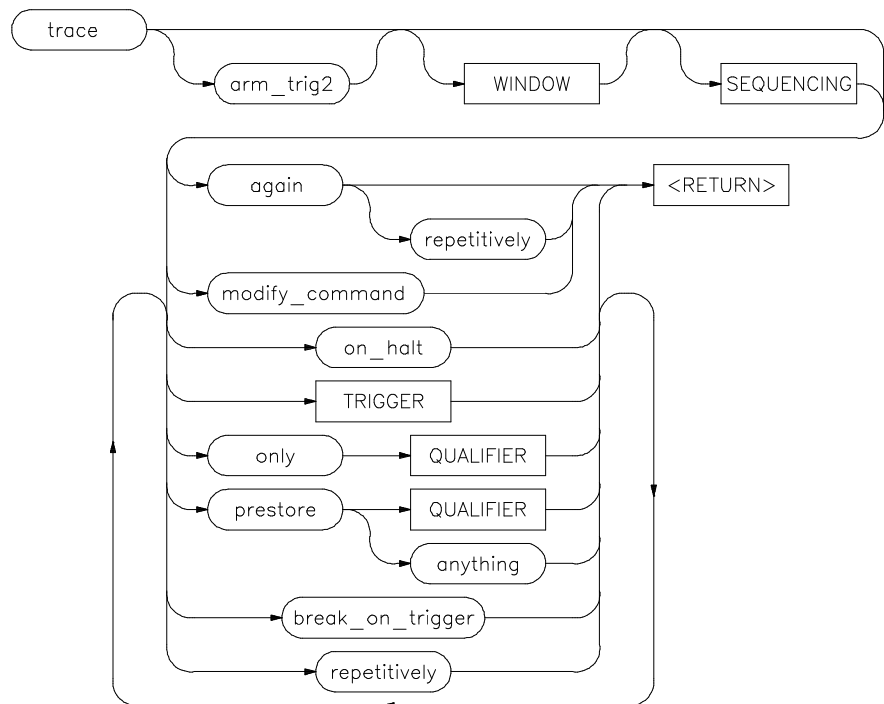 trace
arm_trig2 WINDOW SEQUENCING
again <RETURN>
repetitively
modify_command
on_halt
TRIGGER
only QUALIFIER
prestore QUALIFIER
anything
break_on_trigger
repetitively